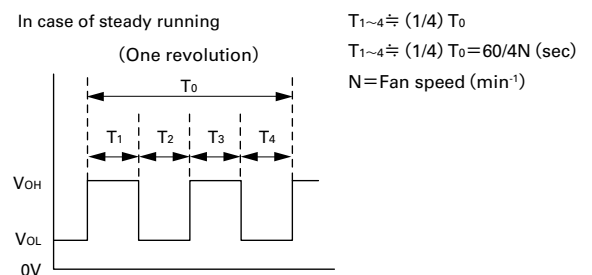 In case of steady running
(One revolution)
T0
T1 T2 T3 T4
VOH
VOL
0V
T1~4≒(1/4) T0
T1~4≒(1/4) T0=60/4N (sec)
N=Fan speed (min-1)